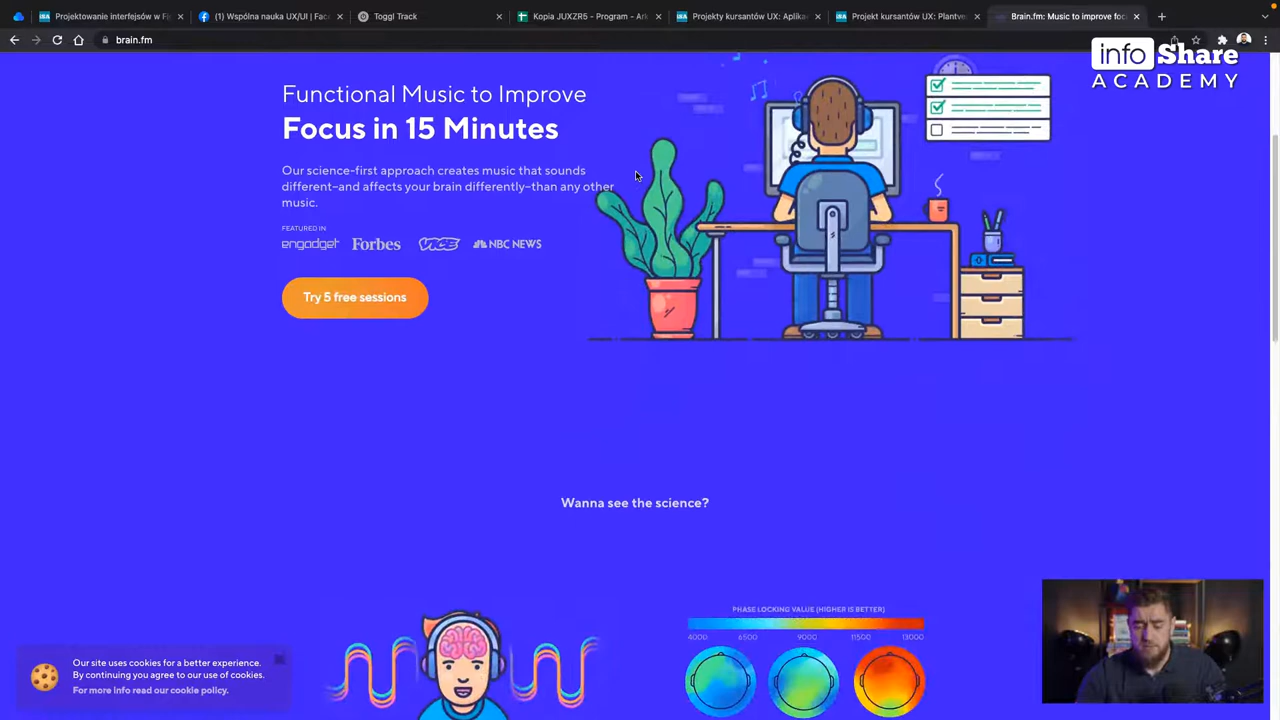 Projektowanie interfejsów w Fi
(1) Wspólna nauka UX/UI | Fac
Toggl Track
Kopia JUXZR5 - Program - Ark
Projekty kursantów UX: Aplika
Projekt kursantów UX: Plantve
Brain.fm: Music to improve foc
brain.fm
info Share
ACADEMY
Functional Music to Improve
Focus in 15 Minutes
Our science-first approach creates music that sounds
different–and affects your brain differently–than any other
music.
FEATURED IN
engadget Forbes VICE NBC NEWS
Try 5 free sessions
Wanna see the science?
PHASE LOCKING VALUE (HIGHER IS BETTER)
4000 6500 9000 11500 13000
Our site uses cookies for a better experience.
By continuing you agree to our use of cookies.
For more info read our cookie policy.